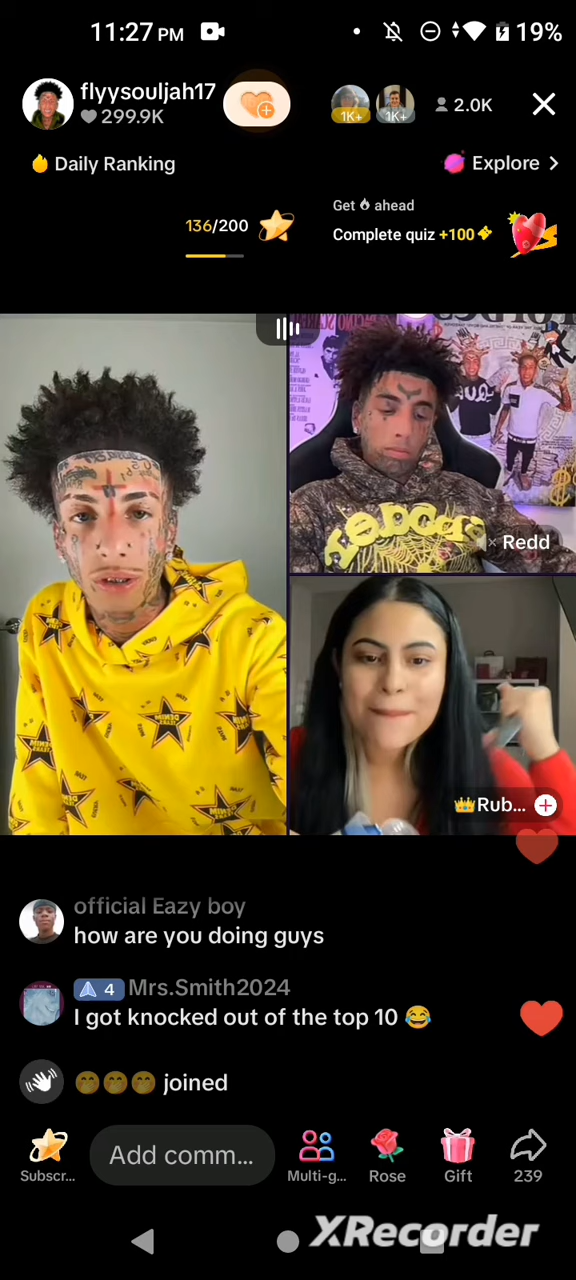 11:27 PM
19%
flyysouljah17
299.9K
1K+
1K+
2.0K
Daily Ranking
Explore >
136/200
Get ahead
Complete quiz +100
Redd
Rub...
official Eazy boy
how are you doing guys
4 Mrs.Smith2024
I got knocked out of the top 10 😂
joined
Subscr...
Add comm...
Multi-g...
Rose
Gift
239
XRecorder